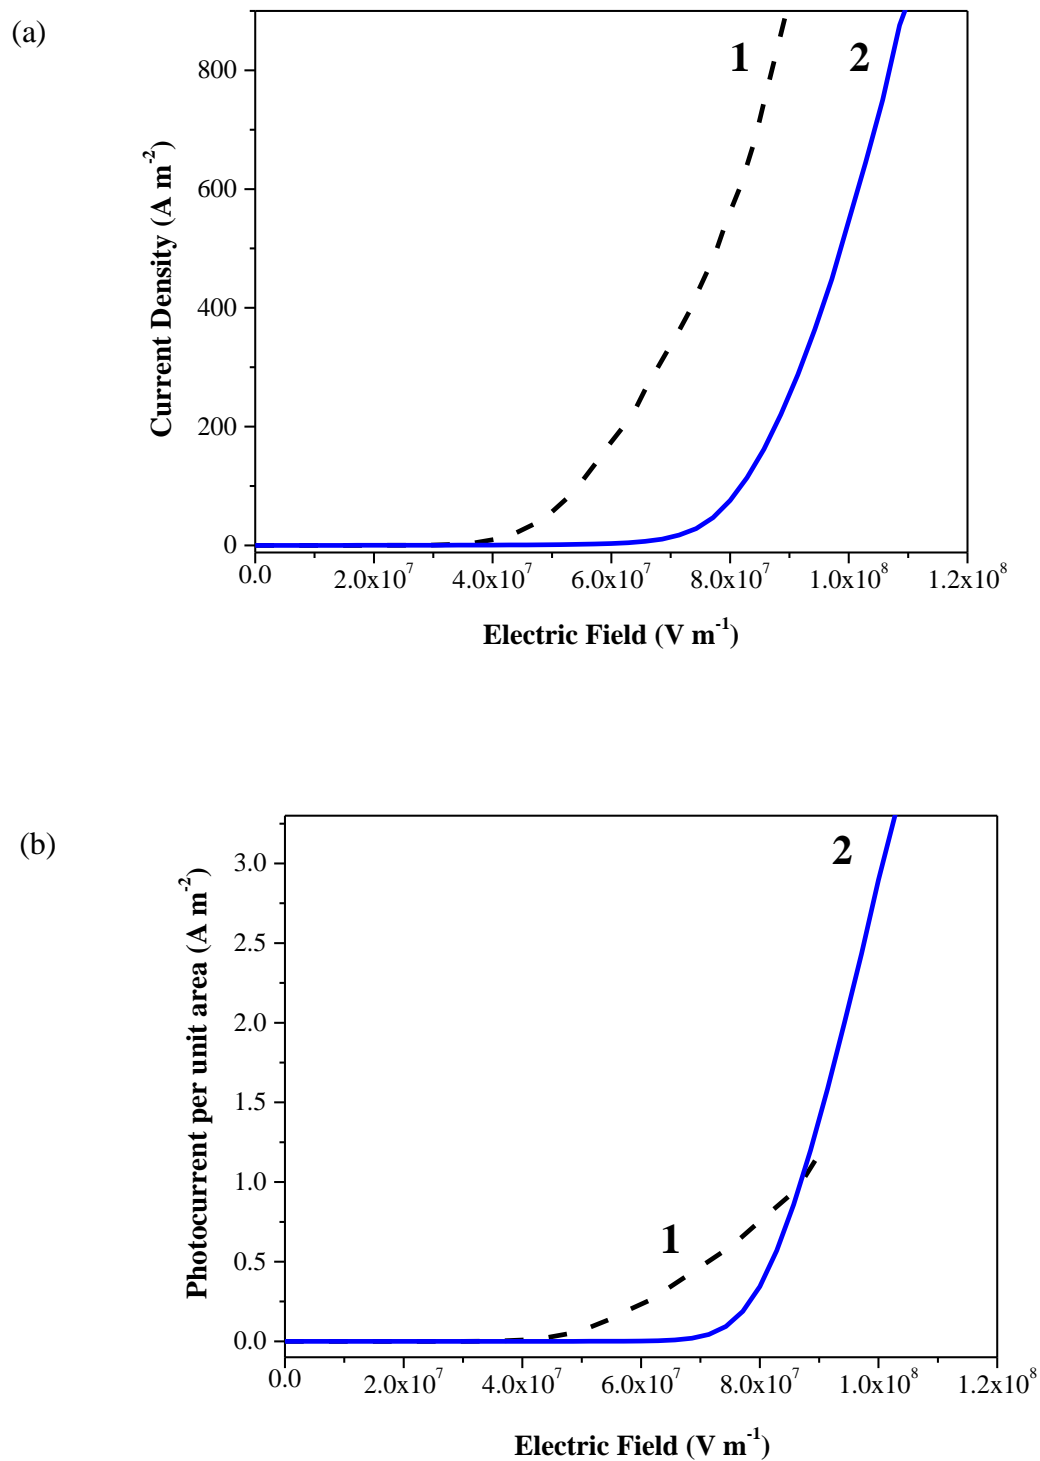 (a)
1
2
800
600
400
200
0
Current Density (A m⁻²)
0.0
2.0x10⁷
4.0x10⁷
6.0x10⁷
8.0x10⁷
1.0x10⁸
1.2x10⁸
Electric Field (V m⁻¹)
(b)
2
1
3.0
2.5
2.0
1.5
1.0
0.5
0.0
Photocurrent per unit area (A m⁻²)
0.0
2.0x10⁷
4.0x10⁷
6.0x10⁷
8.0x10⁷
1.0x10⁸
1.2x10⁸
Electric Field (V m⁻¹)